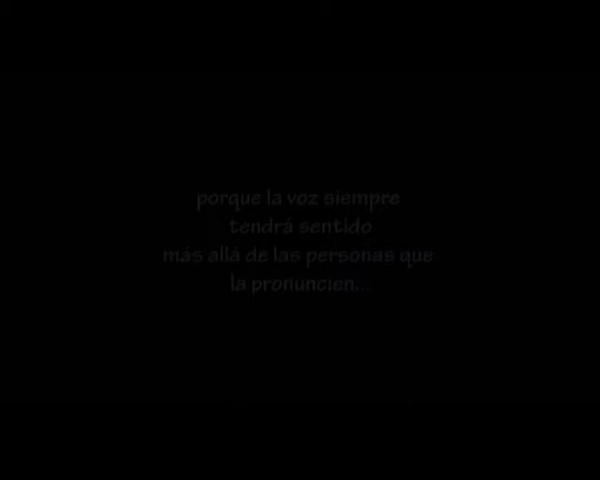 porque la voz siempre
tendrá sentido
más allá de las personas que
la pronuncien...